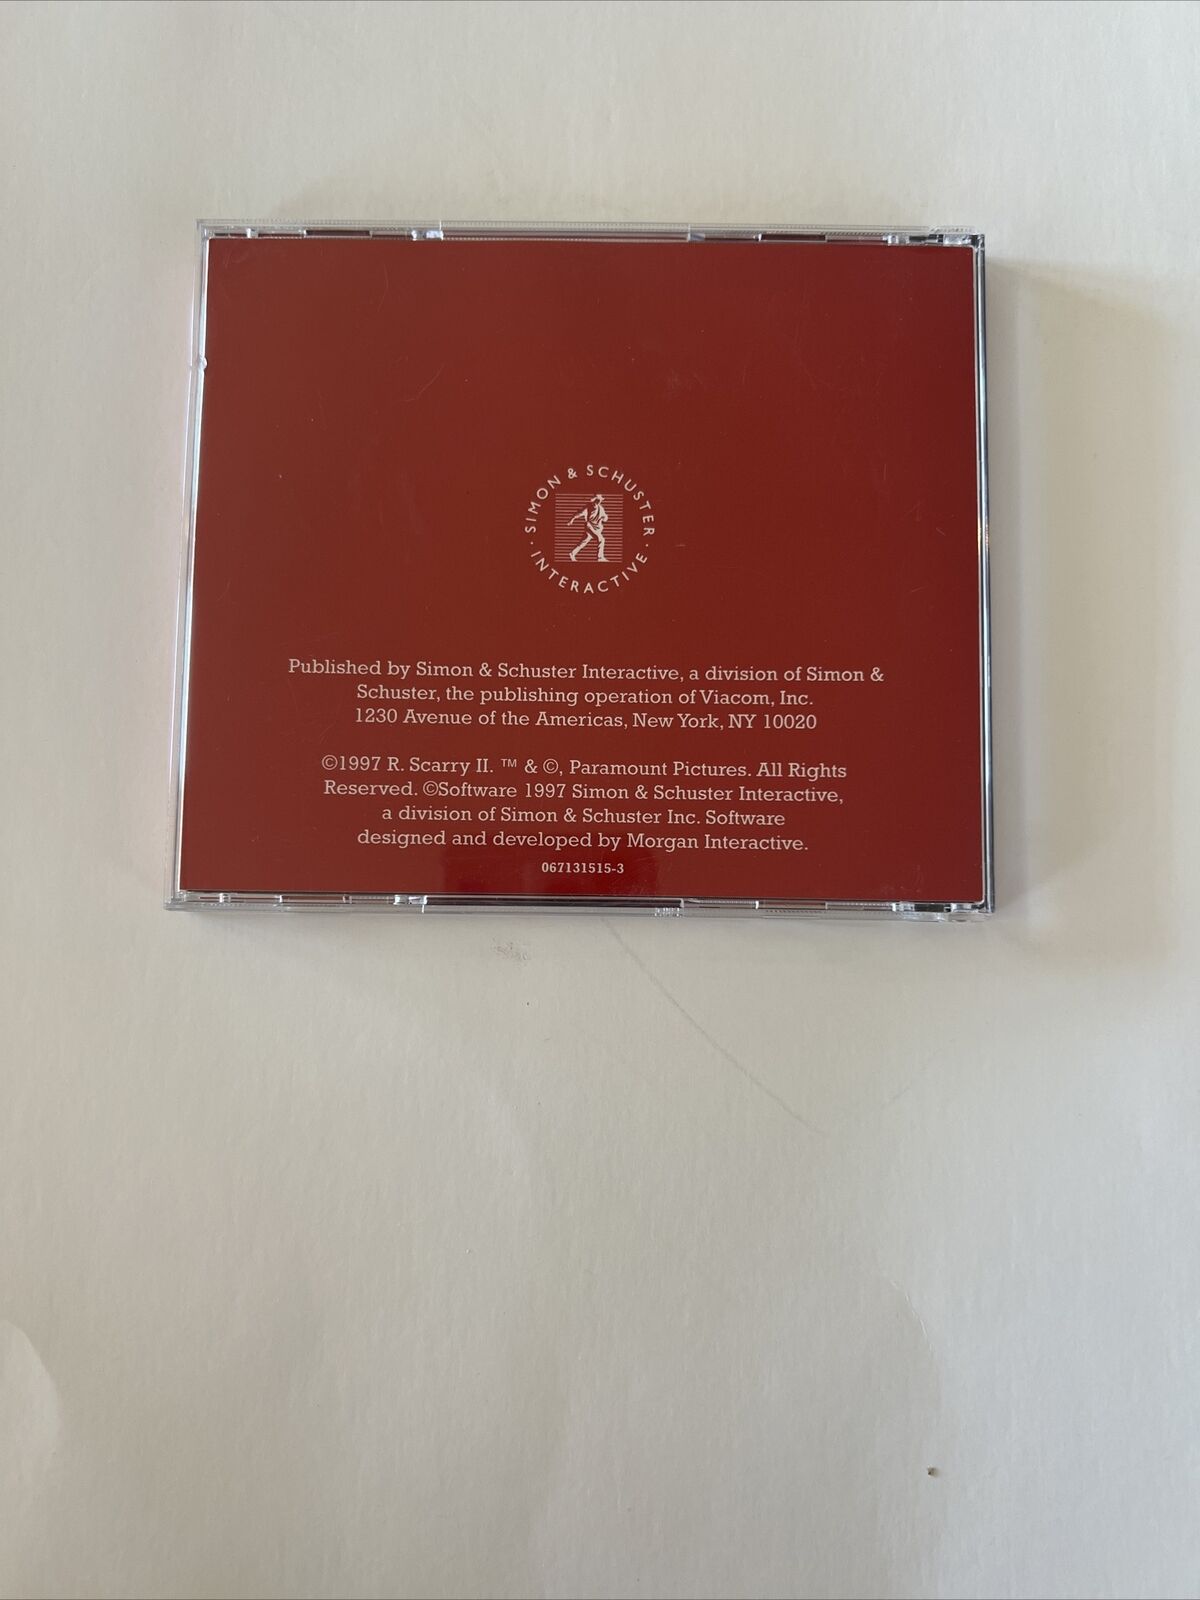 SIMON & SCHUSTER
· INTERACTIVE ·
Published by Simon & Schuster Interactive, a division of Simon &
Schuster, the publishing operation of Viacom, Inc.
1230 Avenue of the Americas, New York, NY 10020
©1997 R. Scarry II. ™ & ©, Paramount Pictures. All Rights
Reserved. ©Software 1997 Simon & Schuster Interactive,
a division of Simon & Schuster Inc. Software
designed and developed by Morgan Interactive.
067131515-3